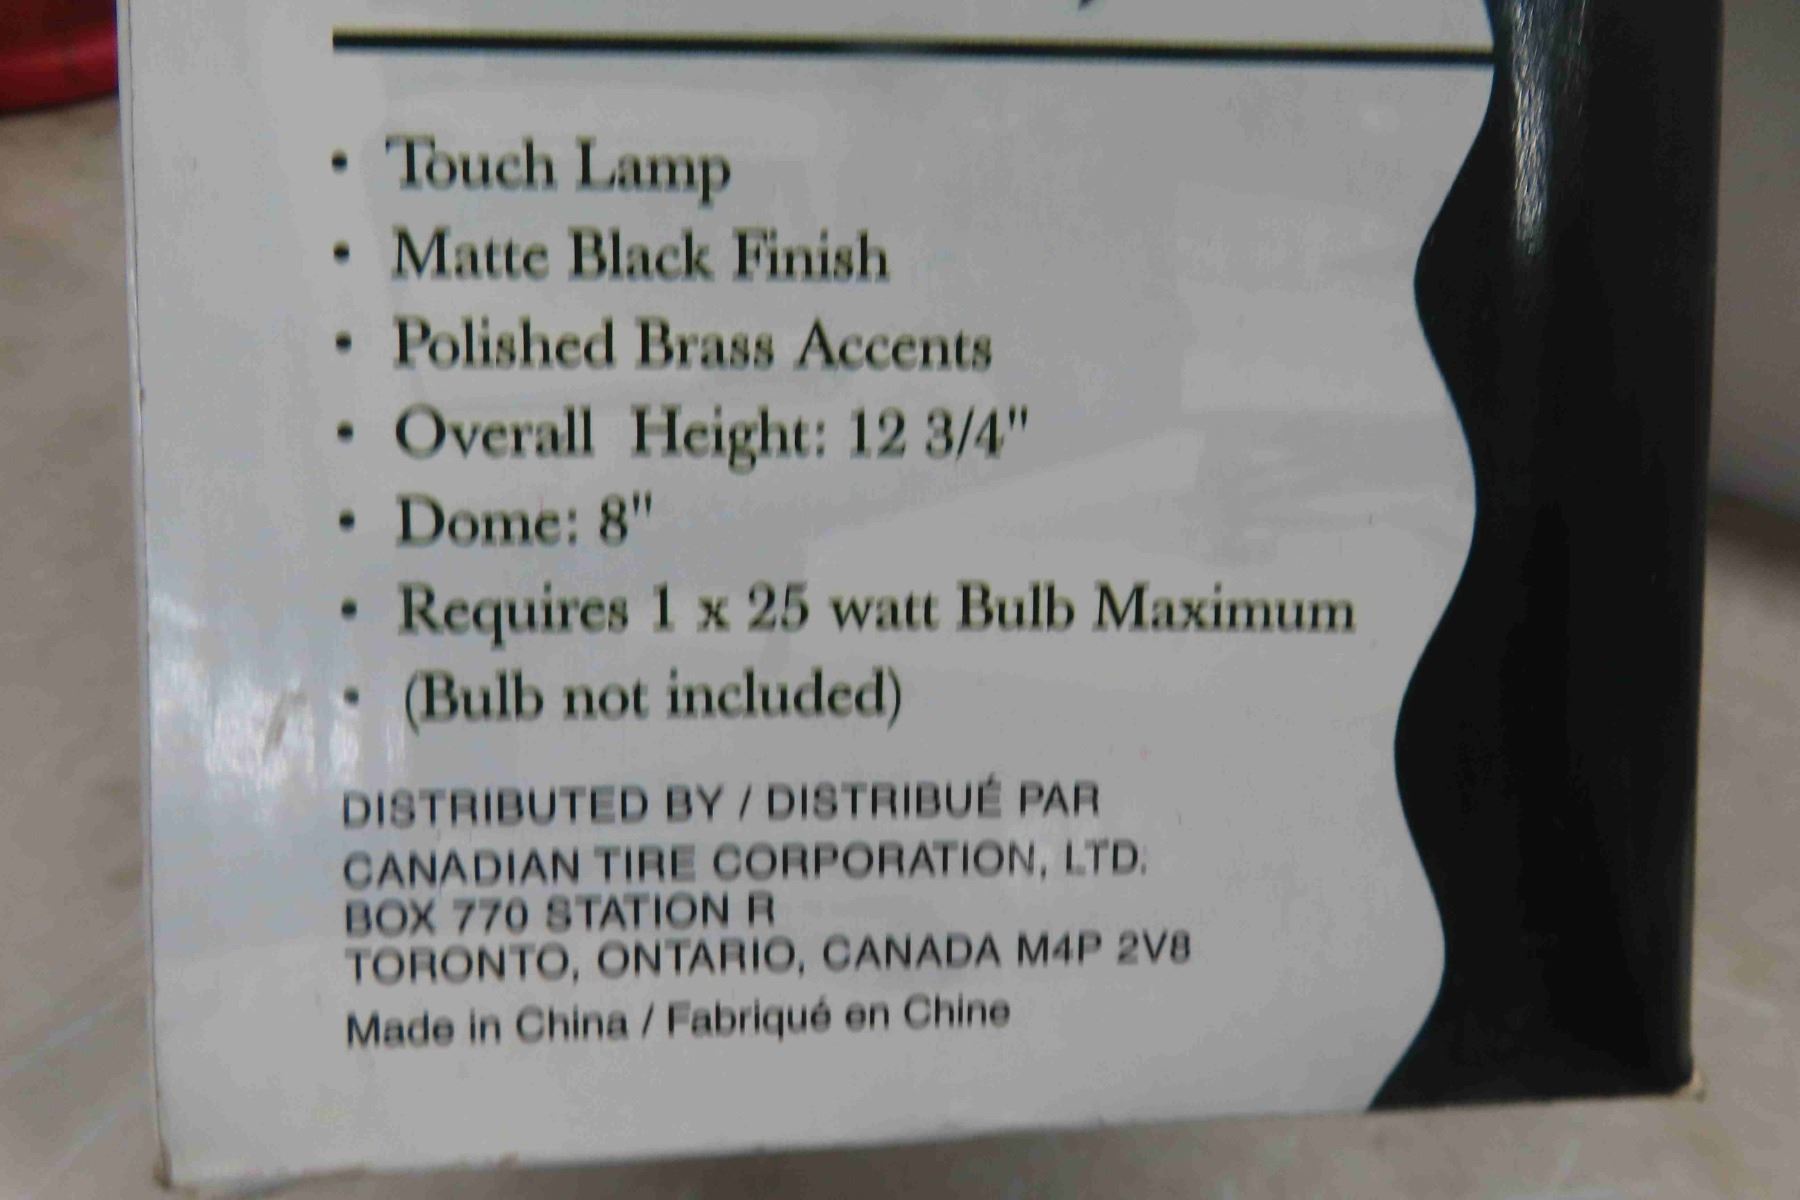 • Touch Lamp
• Matte Black Finish
• Polished Brass Accents
• Overall Height: 12 3/4"
• Dome: 8"
• Requires 1 x 25 watt Bulb Maximum
• (Bulb not included)
DISTRIBUTED BY / DISTRIBUÉ PAR
CANADIAN TIRE CORPORATION, LTD.
BOX 770 STATION R
TORONTO, ONTARIO, CANADA M4P 2V8
Made in China / Fabriqué en Chine